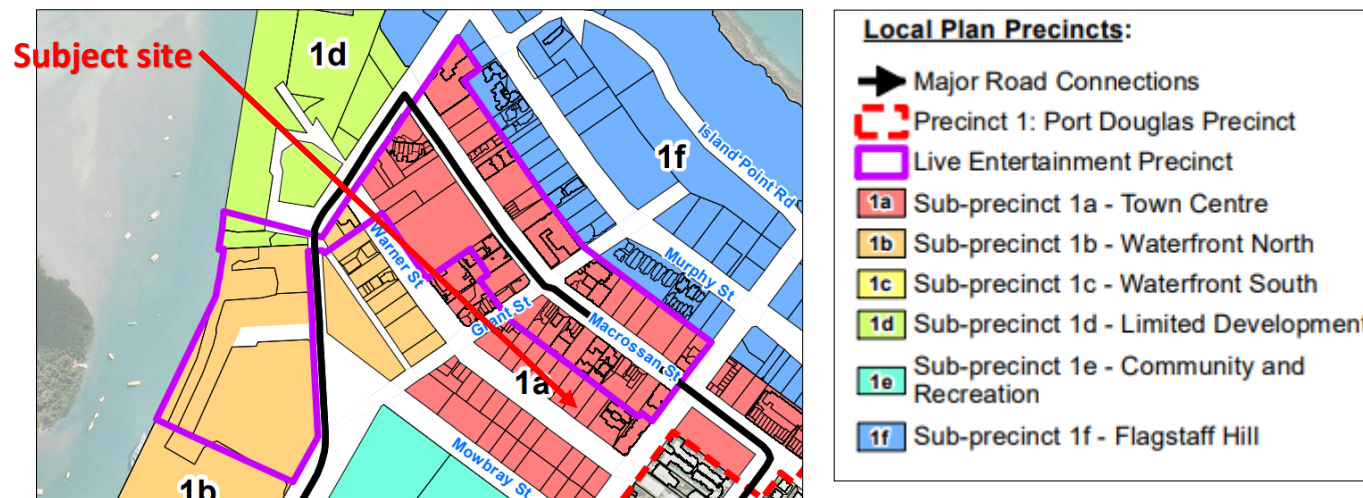 Subject site
1d
1f
Island Point Rd
Warner St
Murphy St
Grant St
Macrossan St
1a
Mowbray St
1b
Local Plan Precincts:
Major Road Connections
Precinct 1: Port Douglas Precinct
Live Entertainment Precinct
1a Sub-precinct 1a - Town Centre
1b Sub-precinct 1b - Waterfront North
1c Sub-precinct 1c - Waterfront South
1d Sub-precinct 1d - Limited Development
1e Sub-precinct 1e - Community and
Recreation
1f Sub-precinct 1f - Flagstaff Hill